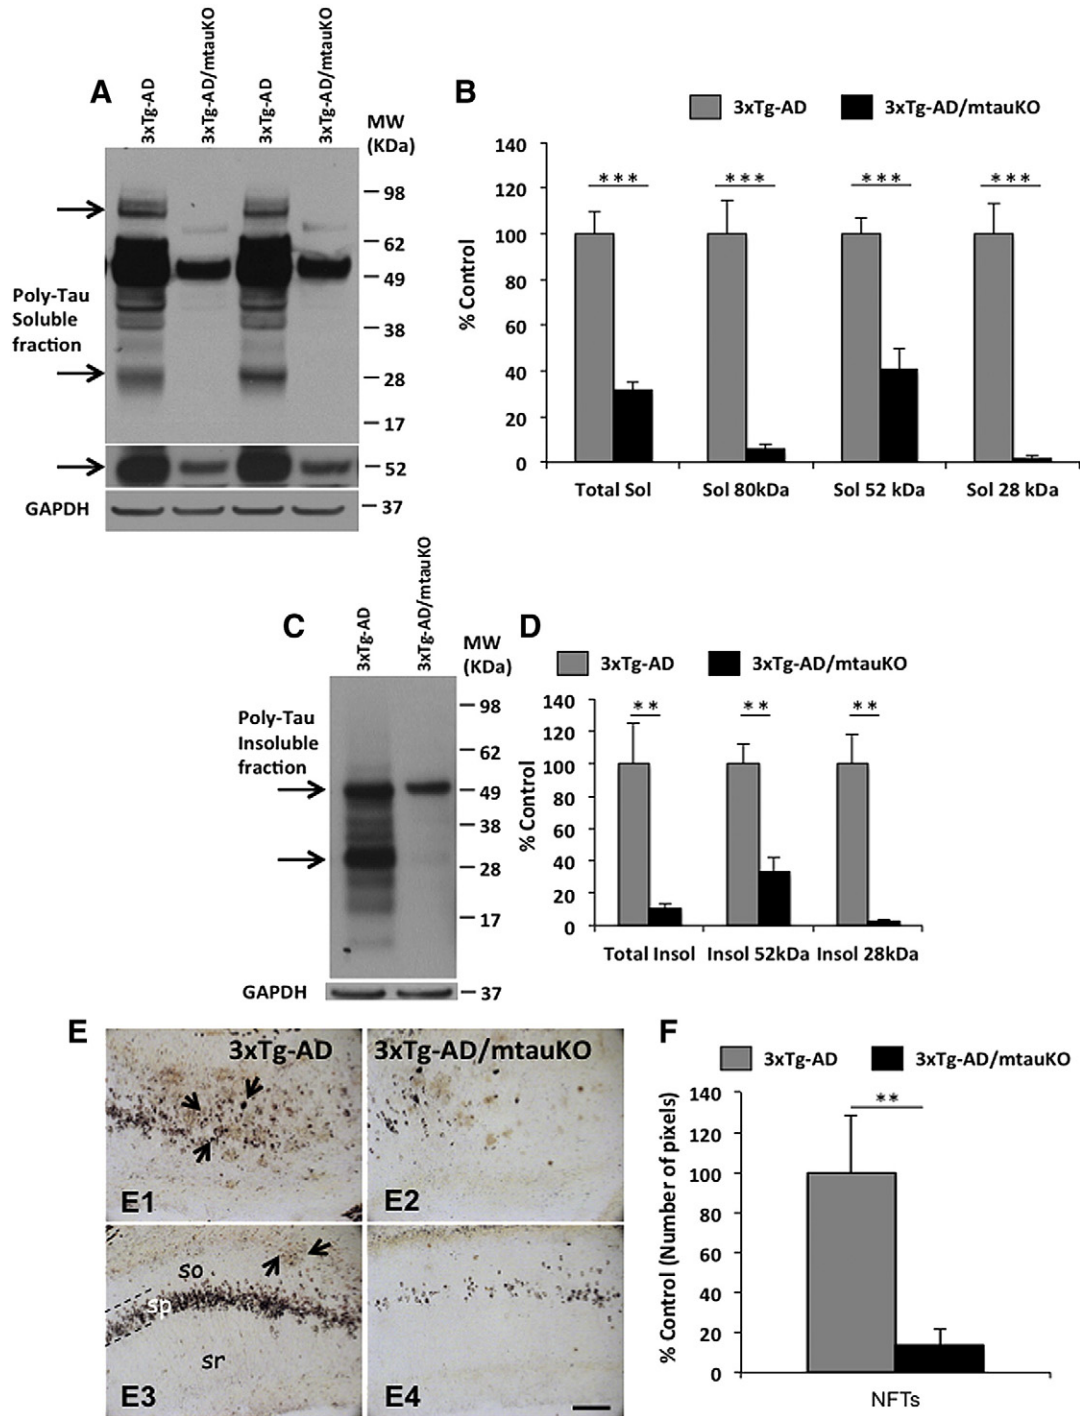 A
3xTg-AD
3xTg-AD/mtauKO
3xTg-AD
3xTg-AD/mtauKO
MW
(KDa)
98
62
49
38
28
17
52
37
Poly-Tau
Soluble
fraction
GAPDH
B
3xTg-AD
3xTg-AD/mtauKO
% Control
140
120
100
80
60
40
20
0
***
***
***
***
Total Sol
Sol 80kDa
Sol 52 kDa
Sol 28 kDa
C
3xTg-AD
3xTg-AD/mtauKO
MW
(KDa)
98
62
49
38
28
17
37
Poly-Tau
Insoluble
fraction
GAPDH
D
3xTg-AD
3xTg-AD/mtauKO
% Control
140
120
100
80
60
40
20
0
**
**
**
Total Insol
Insol 52kDa
Insol 28kDa
E
3xTg-AD
3xTg-AD/mtauKO
E1
E2
so
sp
sr
E3
E4
F
3xTg-AD
3xTg-AD/mtauKO
% Control (Number of pixels)
140
120
100
80
60
40
20
0
**
NFTs